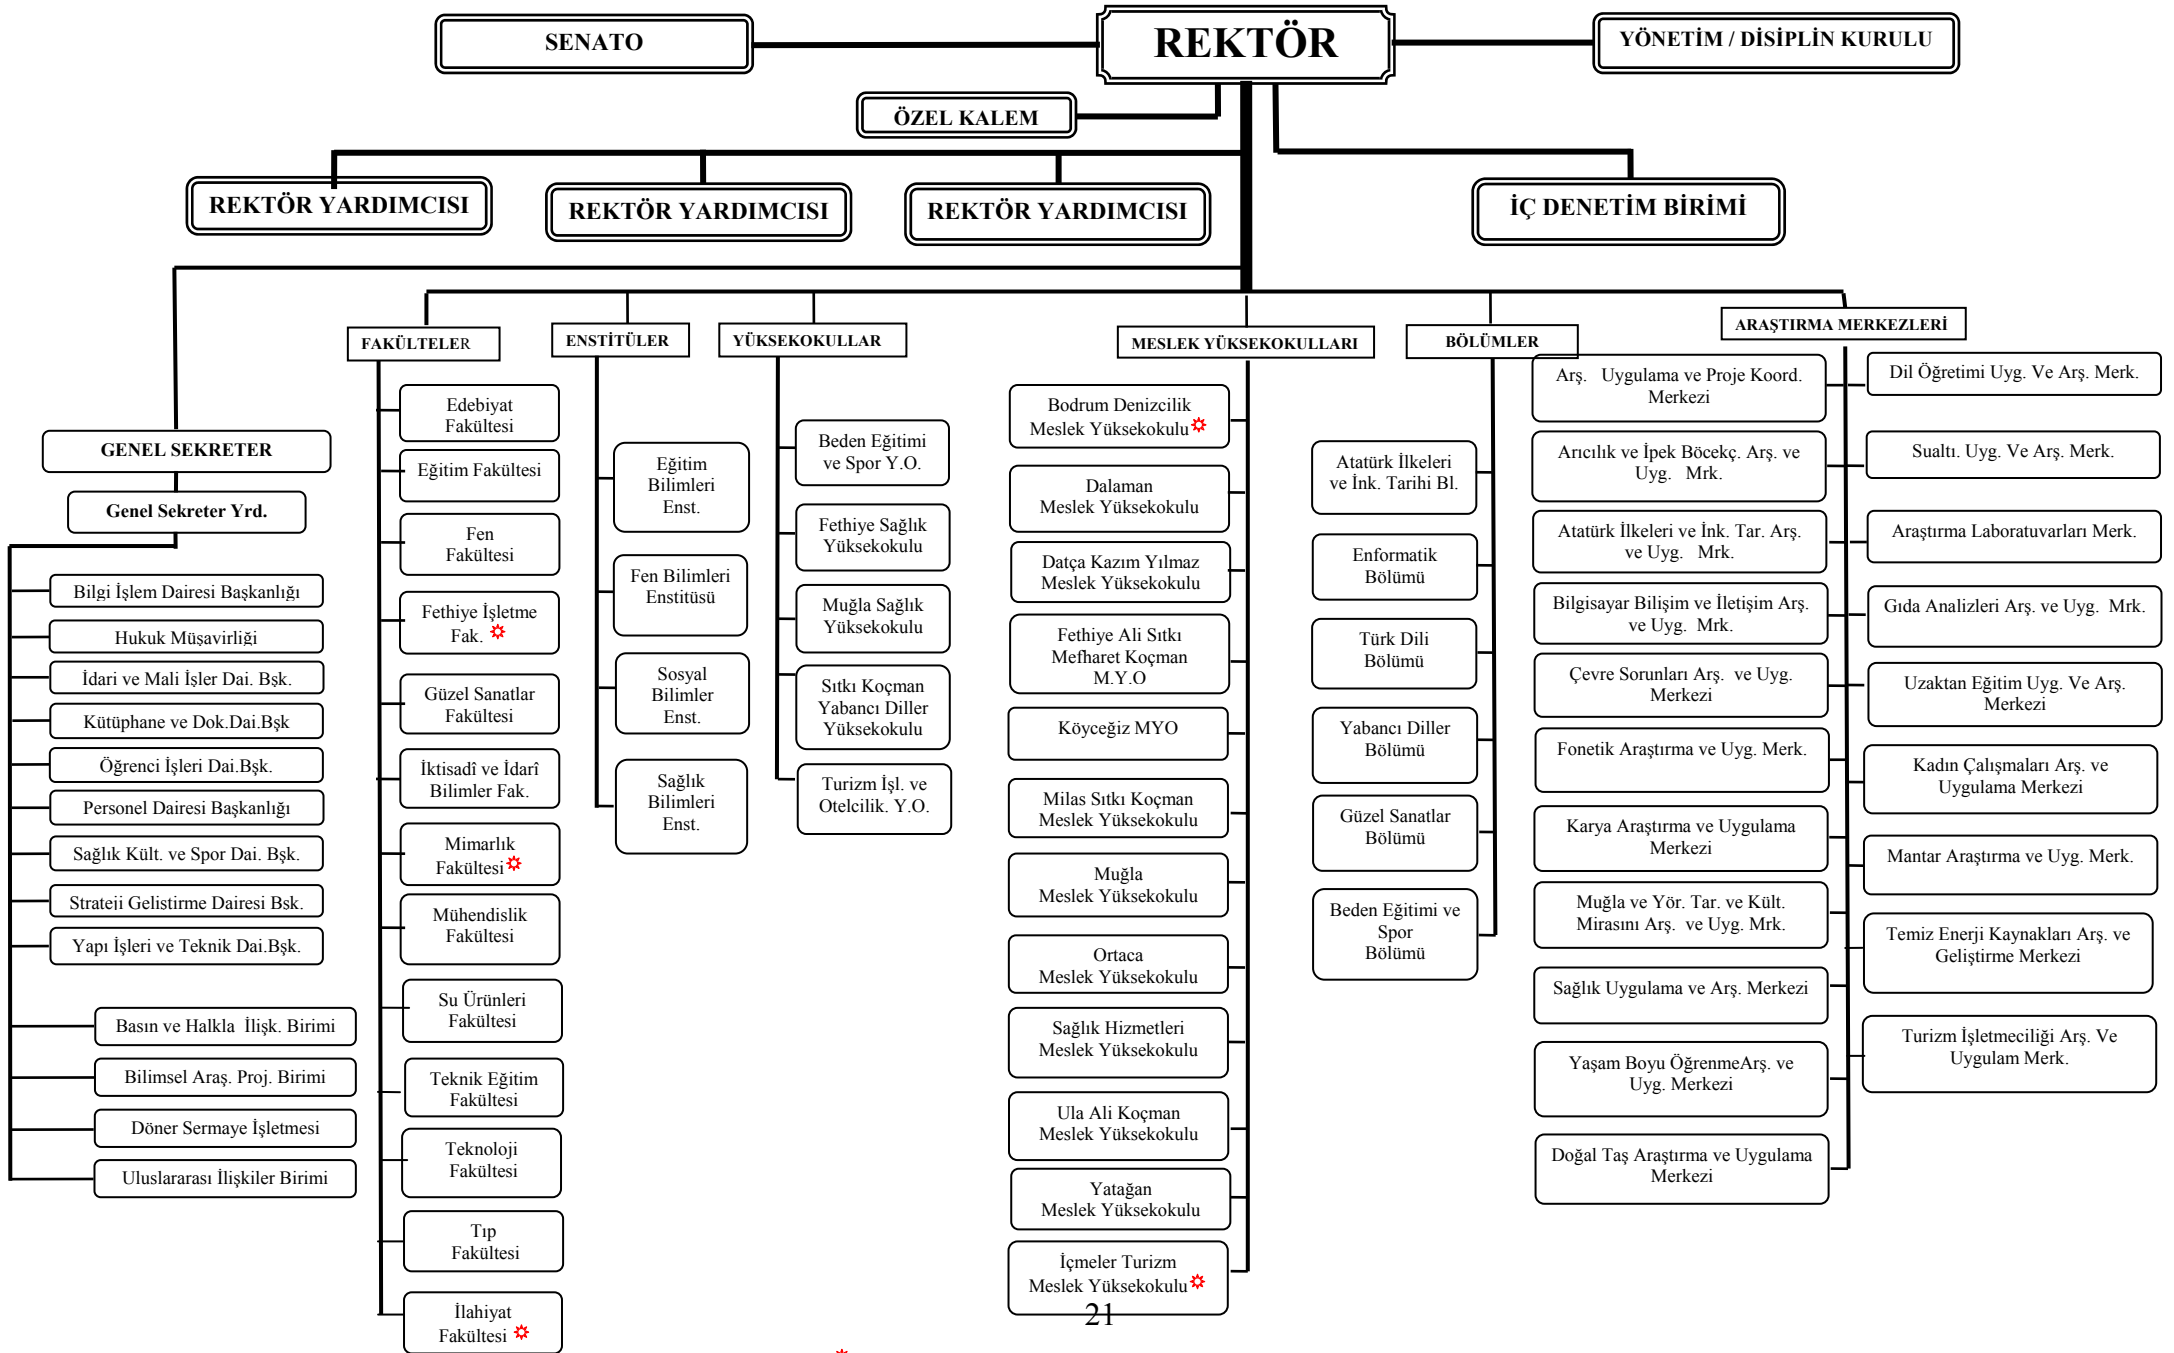 SENATO
REKTÖR
YÖNETİM / DİSİPLİN KURULU
ÖZEL KALEM
REKTÖR YARDIMCISI
REKTÖR YARDIMCISI
REKTÖR YARDIMCISI
İÇ DENETİM BİRİMİ
GENEL SEKRETER
Genel Sekreter Yrd.
Bilgi İşlem Dairesi Başkanlığı
Hukuk Müşavirliği
İdari ve Mali İşler Dai. Bşk.
Kütüphane ve Dok.Dai.Bşk
Öğrenci İşleri Dai.Bşk.
Personel Dairesi Başkanlığı
Sağlık Kült. ve Spor Dai. Bşk.
Strateji Gelistirme Dairesi Bsk.
Yapı İşleri ve Teknik Dai.Bşk.
Basın ve Halkla İlişk. Birimi
Bilimsel Araş. Proj. Birimi
Döner Sermaye İşletmesi
Uluslararası İlişkiler Birimi
FAKÜLTELER
Edebiyat
Fakültesi
Eğitim Fakültesi
Fen
Fakültesi
Fethiye İşletme
Fak.
Güzel Sanatlar
Fakültesi
İktisadî ve İdarî
Bilimler Fak.
Mimarlık
Fakültesi
Mühendislik
Fakültesi
Su Ürünleri
Fakültesi
Teknik Eğitim
Fakültesi
Teknoloji
Fakültesi
Tıp
Fakültesi
İlahiyat
Fakültesi
ENSTİTÜLER
Eğitim
Bilimleri
Enst.
Fen Bilimleri
Enstitüsü
Sosyal
Bilimler
Enst.
Sağlık
Bilimleri
Enst.
YÜKSEKOKULLAR
Beden Eğitimi
ve Spor Y.O.
Fethiye Sağlık
Yüksekokulu
Muğla Sağlık
Yüksekokulu
Sıtkı Koçman
Yabancı Diller
Yüksekokulu
Turizm İşl. ve
Otelcilik. Y.O.
MESLEK YÜKSEKOKULLARI
Bodrum Denizcilik
Meslek Yüksekokulu
Dalaman
Meslek Yüksekokulu
Datça Kazım Yılmaz
Meslek Yüksekokulu
Fethiye Ali Sıtkı
Mefharet Koçman
M.Y.O
Köyceğiz MYO
Milas Sıtkı Koçman
Meslek Yüksekokulu
Muğla
Meslek Yüksekokulu
Ortaca
Meslek Yüksekokulu
Sağlık Hizmetleri
Meslek Yüksekokulu
Ula Ali Koçman
Meslek Yüksekokulu
Yatağan
Meslek Yüksekokulu
İçmeler Turizm
Meslek Yüksekokulu
BÖLÜMLER
Atatürk İlkeleri
ve İnk. Tarihi Bl.
Enformatik
Bölümü
Türk Dili
Bölümü
Yabancı Diller
Bölümü
Güzel Sanatlar
Bölümü
Beden Eğitimi ve
Spor
Bölümü
ARAŞTIRMA MERKEZLERİ
Arş. Uygulama ve Proje Koord.
Merkezi
Arıcılık ve İpek Böcekç. Arş. ve
Uyg. Mrk.
Atatürk İlkeleri ve İnk. Tar. Arş.
ve Uyg. Mrk.
Bilgisayar Bilişim ve İletişim Arş.
ve Uyg. Mrk.
Çevre Sorunları Arş. ve Uyg.
Merkezi
Fonetik Araştırma ve Uyg. Merk.
Karya Araştırma ve Uygulama
Merkezi
Muğla ve Yör. Tar. ve Kült.
Mirasını Arş. ve Uyg. Mrk.
Sağlık Uygulama ve Arş. Merkezi
Yaşam Boyu ÖğrenmeArş. ve
Uyg. Merkezi
Doğal Taş Araştırma ve Uygulama
Merkezi
Dil Öğretimi Uyg. Ve Arş. Merk.
Sualtı. Uyg. Ve Arş. Merk.
Araştırma Laboratuvarları Merk.
Gıda Analizleri Arş. ve Uyg. Mrk.
Uzaktan Eğitim Uyg. Ve Arş.
Merkezi
Kadın Çalışmaları Arş. ve
Uygulama Merkezi
Mantar Araştırma ve Uyg. Merk.
Temiz Enerji Kaynakları Arş. ve
Geliştirme Merkezi
Turizm İşletmeciliği Arş. Ve
Uygulam Merk.
21